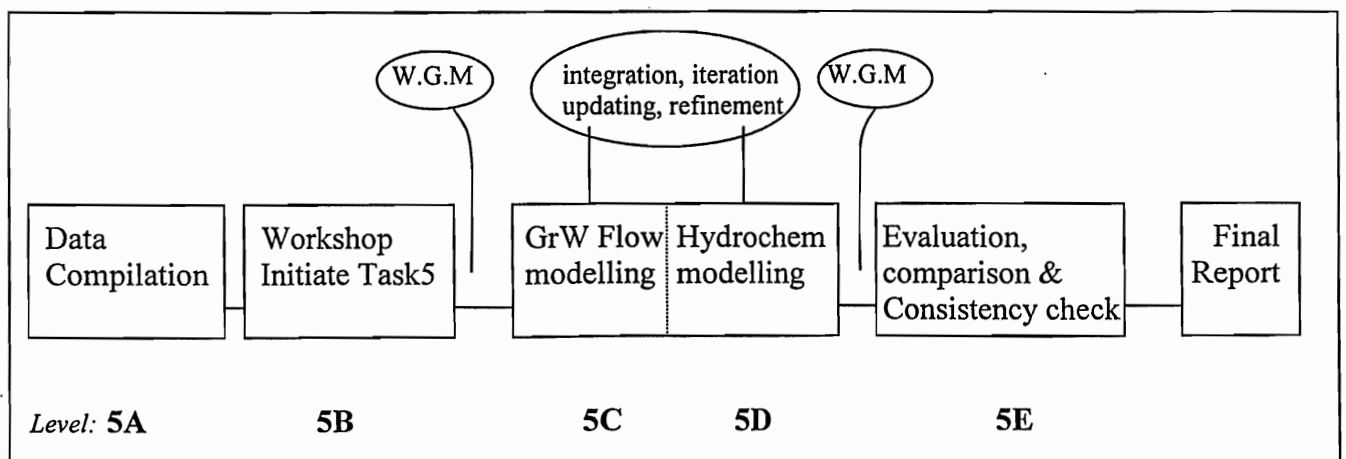 W.G.M
integration, iteration
updating, refinement
W.G.M
Data
Compilation
Workshop
Initiate Task5
GrW Flow
modelling
Hydrochem
modelling
Evaluation,
comparison &
Consistency check
Final
Report
Level: 5A 5B 5C 5D 5E